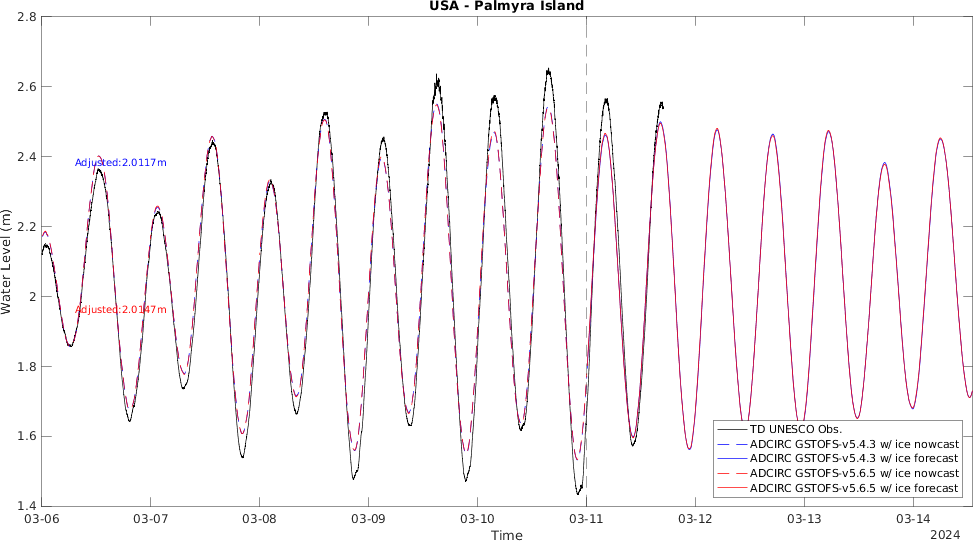 USA - Palmyra Island
2.8
2.6
2.4
2.2
2
1.8
1.6
1.4
Water Level (m)
Adjusted:2.0117m
Adjusted:2.0147m
TD UNESCO Obs.
ADCIRC GSTOFS-v5.4.3 w/ ice nowcast
ADCIRC GSTOFS-v5.4.3 w/ ice forecast
ADCIRC GSTOFS-v5.6.5 w/ ice nowcast
ADCIRC GSTOFS-v5.6.5 w/ ice forecast
03-06 03-07 03-08 03-09 03-10 03-11 03-12 03-13 03-14
Time
2024